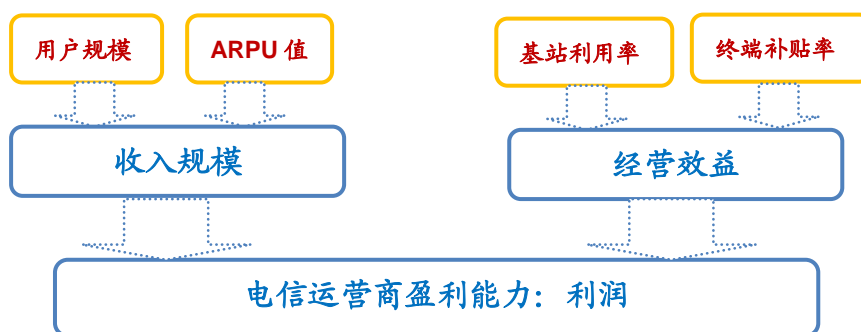 用户规模
ARPU 值
基站利用率
终端补贴率
收入规模
经营效益
电信运营商盈利能力：利润